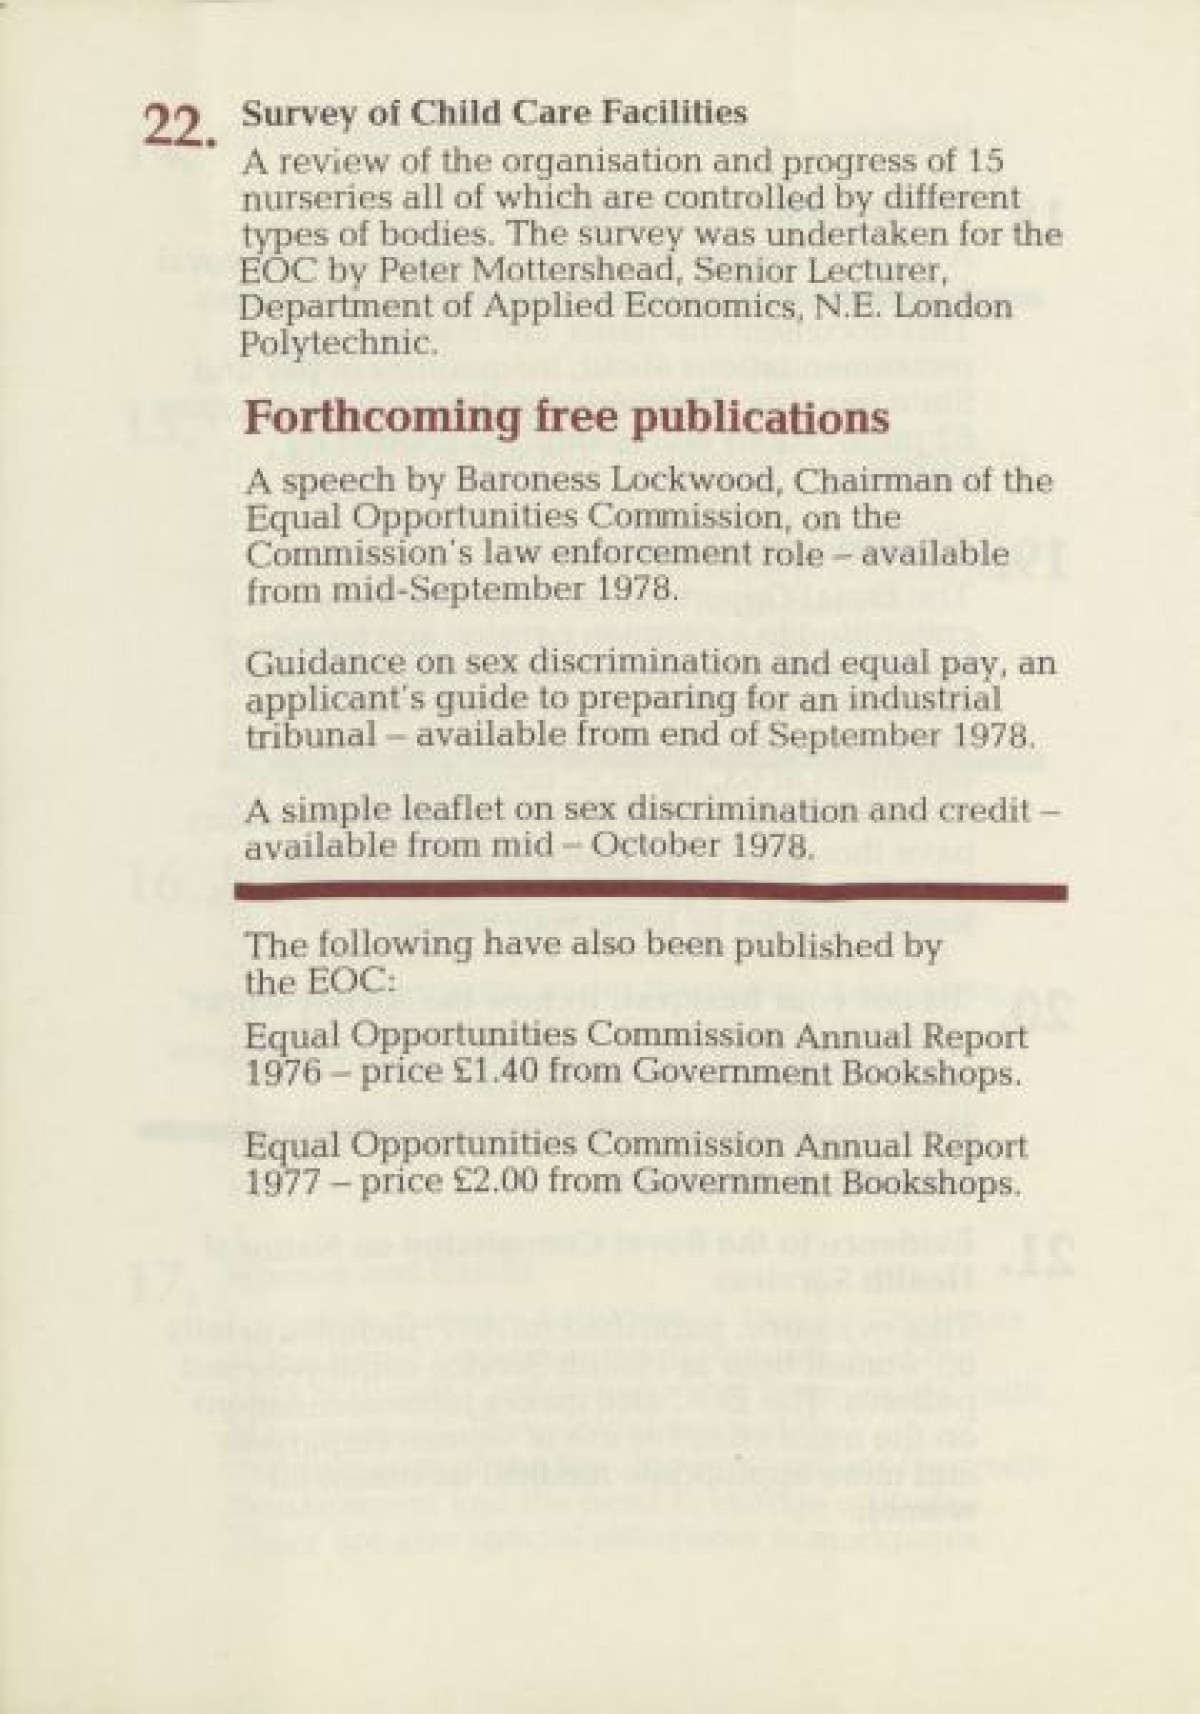 22. Survey of Child Care Facilities
A review of the organisation and progress of 15
nurseries all of which are controlled by different
types of bodies. The survey was undertaken for the
EOC by Peter Mottershead, Senior Lecturer,
Department of Applied Economics, N.E. London
Polytechnic.
Forthcoming free publications
A speech by Baroness Lockwood, Chairman of the
Equal Opportunities Commission, on the
Commission's law enforcement role – available
from mid-September 1978.
Guidance on sex discrimination and equal pay, an
applicant's guide to preparing for an industrial
tribunal – available from end of September 1978.
A simple leaflet on sex discrimination and credit –
available from mid – October 1978.
The following have also been published by
the EOC:
Equal Opportunities Commission Annual Report
1976 – price £1.40 from Government Bookshops.
Equal Opportunities Commission Annual Report
1977 – price £2.00 from Government Bookshops.